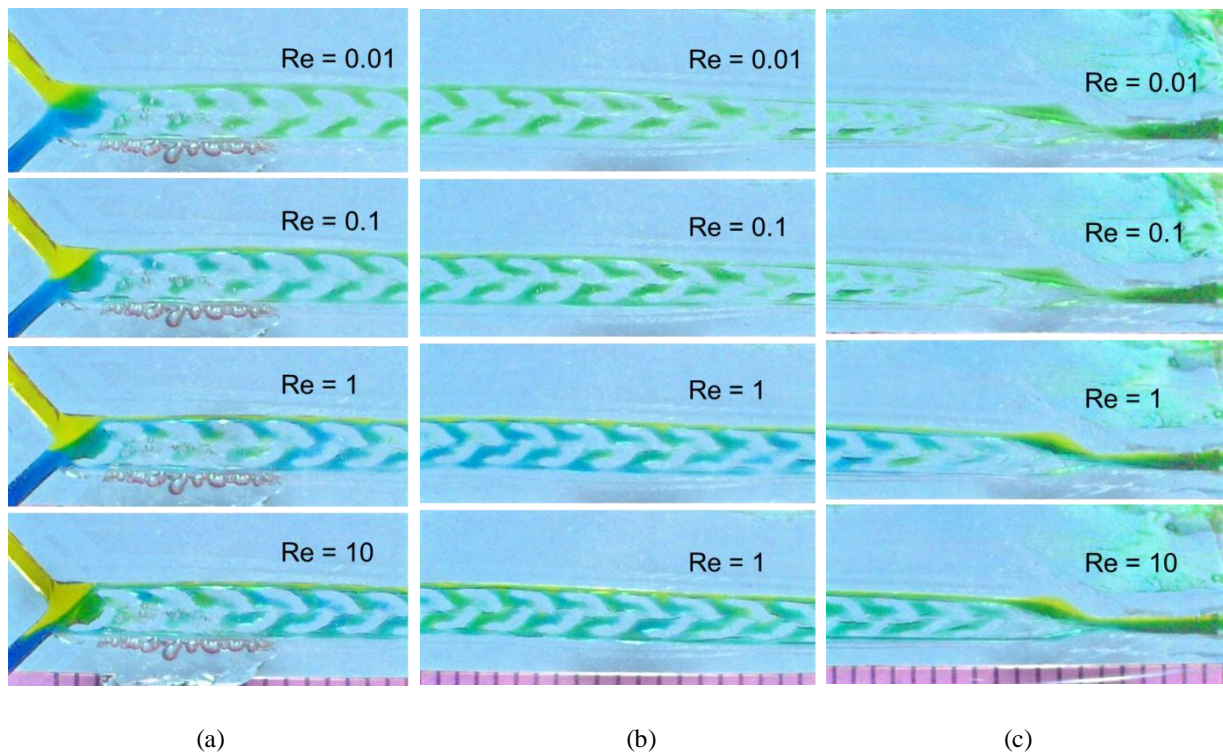 Re = 0.01
Re = 0.01
Re = 0.01
Re = 0.1
Re = 0.1
Re = 0.1
Re = 1
Re = 1
Re = 1
Re = 10
Re = 1
Re = 10
(a)
(b)
(c)